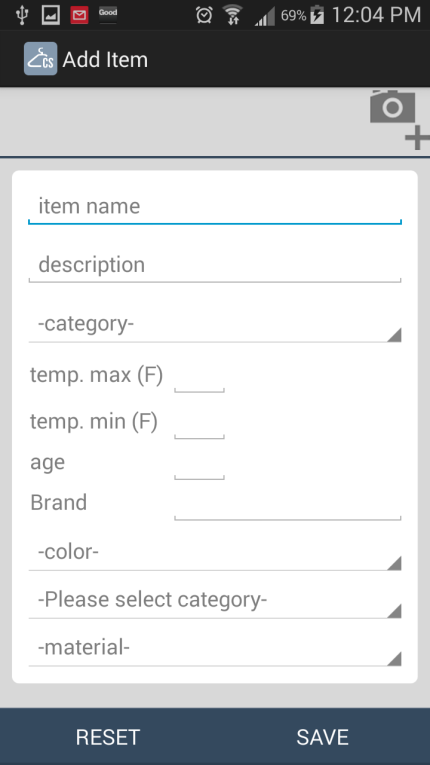 Good
69%
12:04 PM
CS
Add Item
item name
description
-category-
temp. max (F)
temp. min (F)
age
Brand
-color-
-Please select category-
-material-
RESET
SAVE